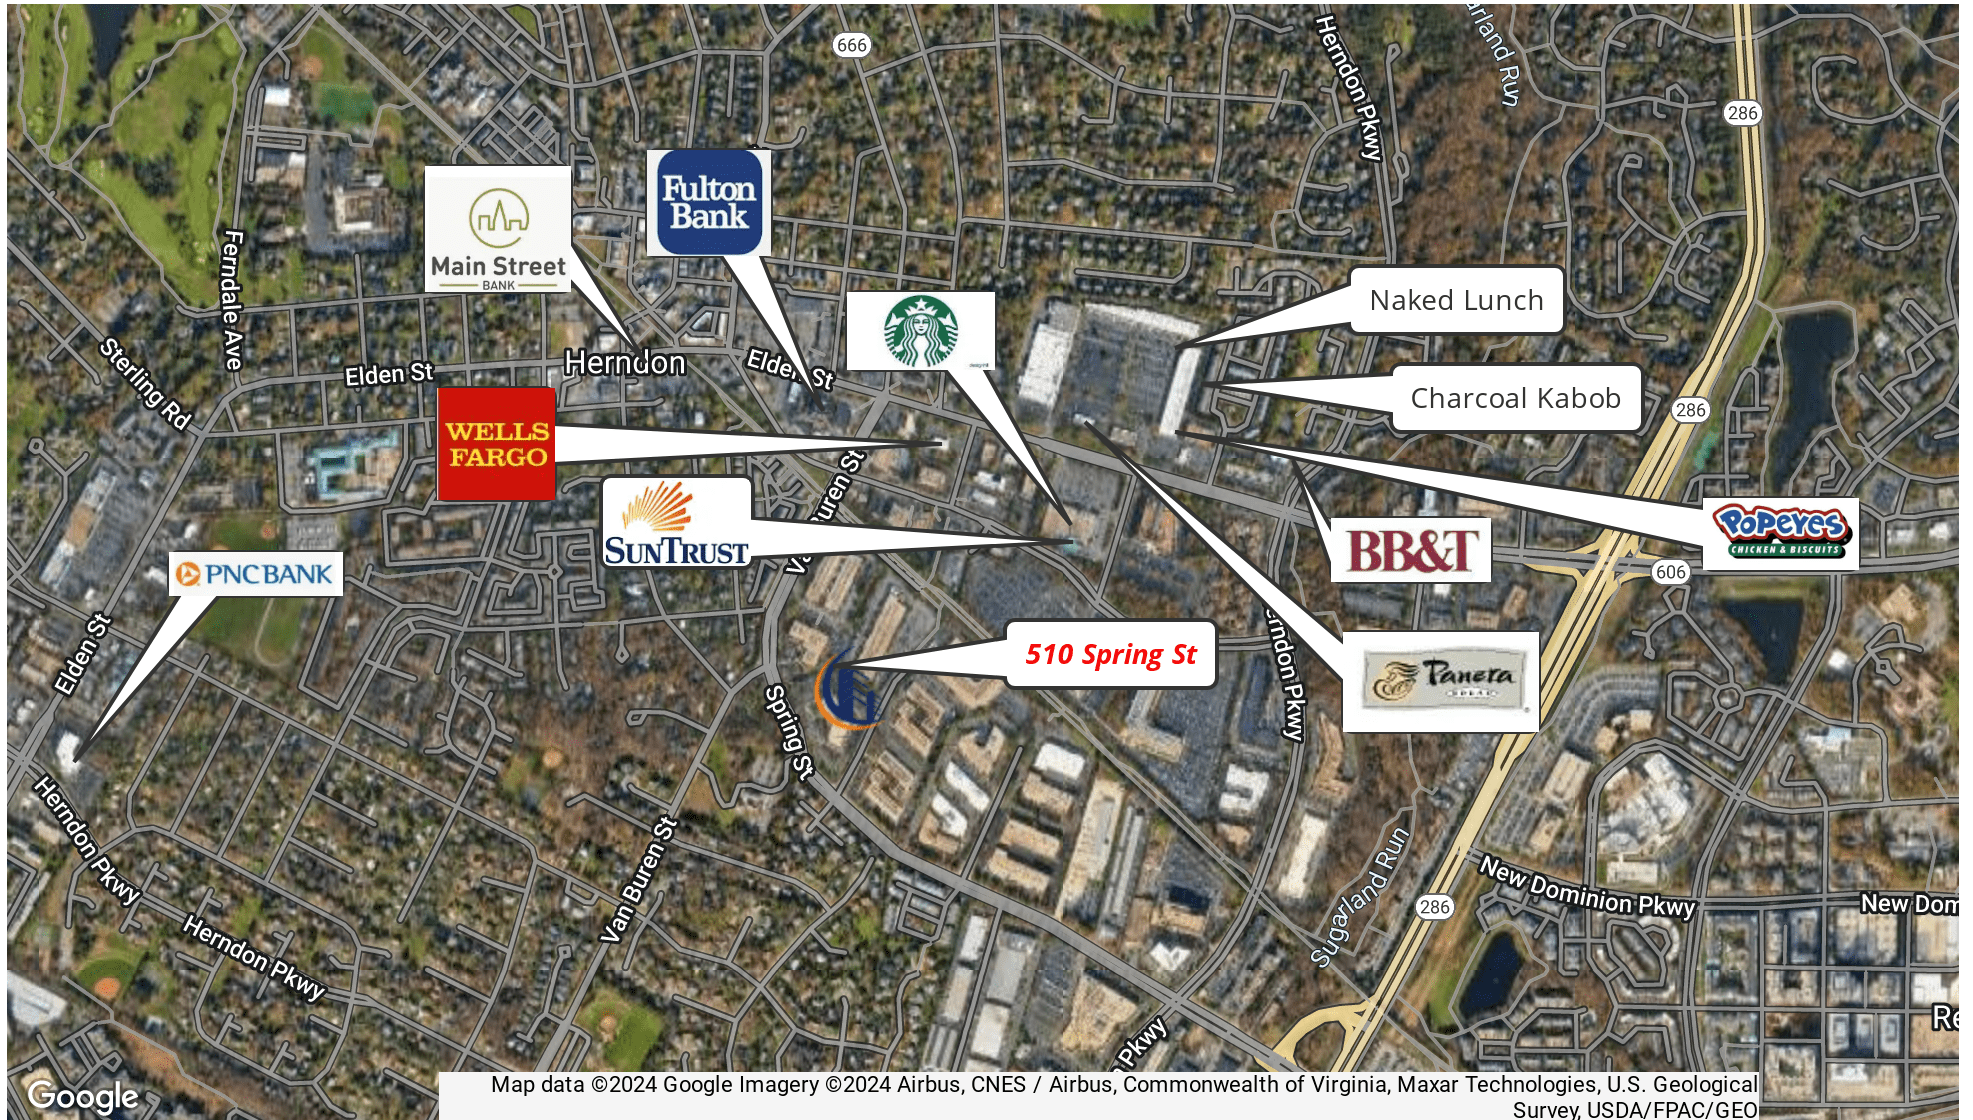 666
Herndon Pkwy
arland Run
286
Fulton
Bank
Main Street
BANK
Ferndale Ave
Naked Lunch
Sterling Rd
Elden St
Herndon
Elden St
Charcoal Kabob
286
WELLS
FARGO
Van Buren St
SUNTRUST
POPEYES
CHICKEN & BISCUITS
BB&T
606
PNCBANK
Elden St
510 Spring St
erndon Pkwy
Panera
BREAD
Spring St
Herndon Pkwy
Van Buren St
Sugarland Run
New Dominion Pkwy
286
New Dom
Herndon Pkwy
Re
n Pkwy
Google
Map data ©2024 Google Imagery ©2024 Airbus, CNES / Airbus, Commonwealth of Virginia, Maxar Technologies, U.S. Geological
Survey, USDA/FPAC/GEO